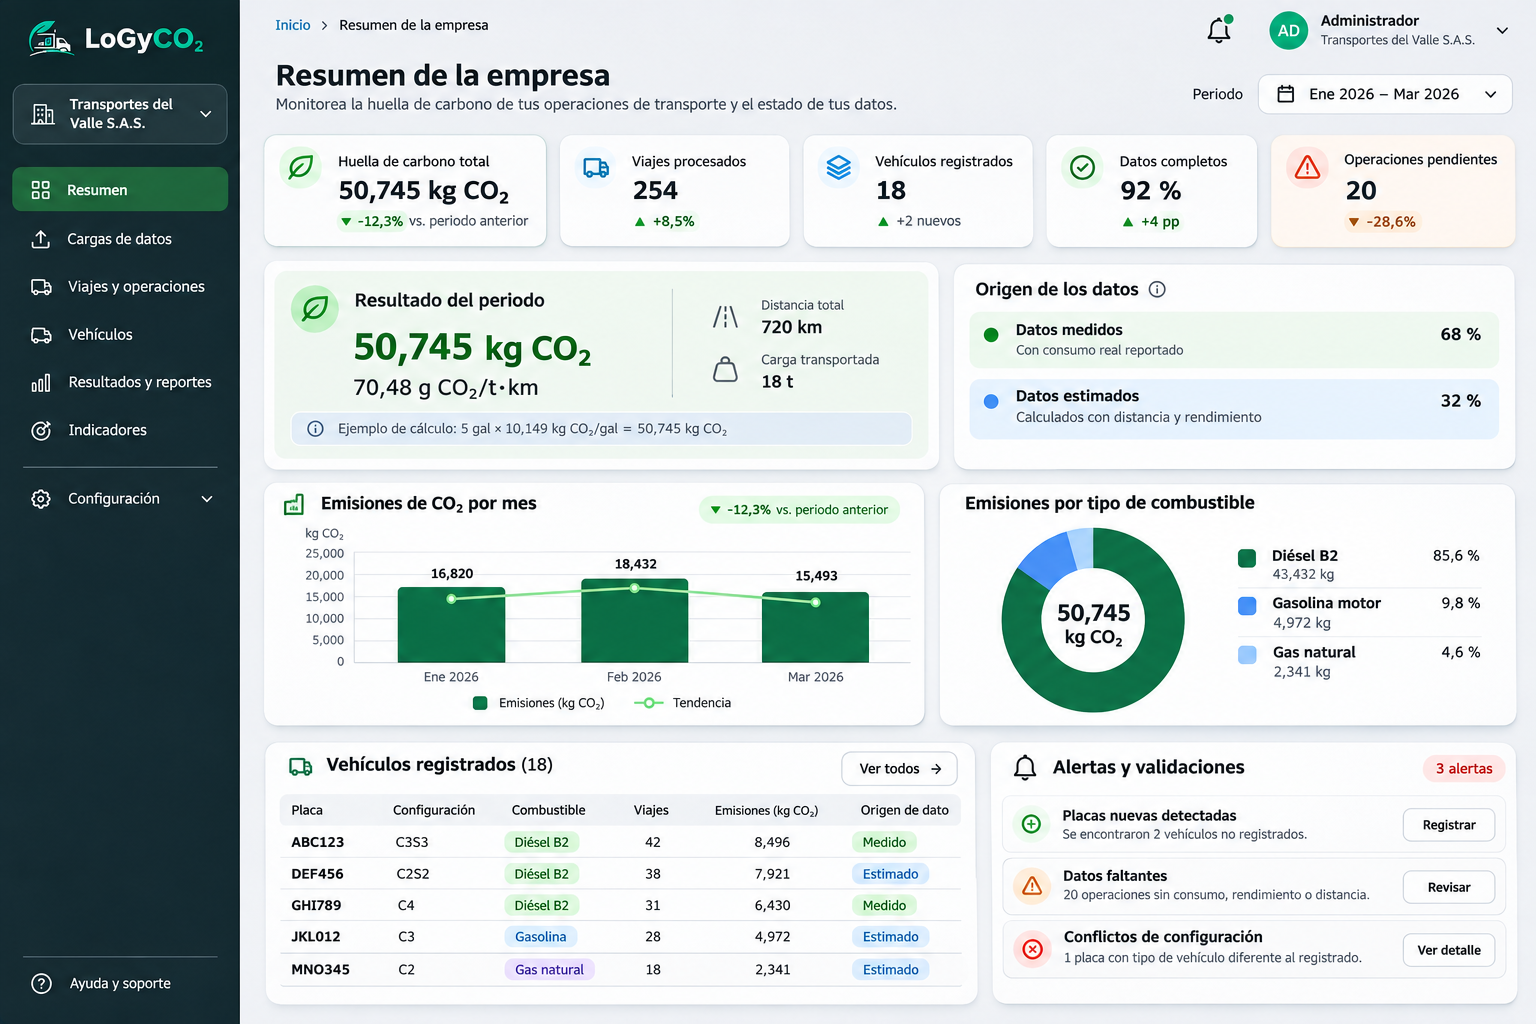 LoGyCO₂
Transportes del
Valle S.A.S.
Resumen
Cargas de datos
Viajes y operaciones
Vehículos
Resultados y reportes
Indicadores
Configuración
Ayuda y soporte
Inicio > Resumen de la empresa
AD
Administrador
Transportes del Valle S.A.S.
Resumen de la empresa
Monitorea la huella de carbono de tus operaciones de transporte y el estado de tus datos.
Periodo
Ene 2026 – Mar 2026
Huella de carbono total
50,745 kg CO₂
▼ -12,3% vs. periodo anterior
Viajes procesados
254
▲ +8,5%
Vehículos registrados
18
▲ +2 nuevos
Datos completos
92 %
▲ +4 pp
Operaciones pendientes
20
▼ -28,6%
Resultado del periodo
50,745 kg CO₂
70,48 g CO₂/t·km
Distancia total
720 km
Carga transportada
18 t
Ejemplo de cálculo: 5 gal × 10,149 kg CO₂/gal = 50,745 kg CO₂
Origen de los datos
Datos medidos
Con consumo real reportado
68 %
Datos estimados
Calculados con distancia y rendimiento
32 %
Emisiones de CO₂ por mes
▼ -12,3% vs. periodo anterior
kg CO₂
25,000
20,000
15,000
10,000
5,000
0
16,820
18,432
15,493
Ene 2026
Feb 2026
Mar 2026
Emisiones (kg CO₂)
Tendencia
Emisiones por tipo de combustible
50,745
kg CO₂
Diésel B2 85,6 %
43,432 kg
Gasolina motor 9,8 %
4,972 kg
Gas natural 4,6 %
2,341 kg
Vehículos registrados (18)
Ver todos →
Placa Configuración Combustible Viajes Emisiones (kg CO₂) Origen de dato
ABC123 C3S3 Diésel B2 42 8,496 Medido
DEF456 C2S2 Diésel B2 38 7,921 Estimado
GHI789 C4 Diésel B2 31 6,430 Medido
JKL012 C3 Gasolina 28 4,972 Estimado
MNO345 C2 Gas natural 18 2,341 Estimado
Alertas y validaciones
3 alertas
Placas nuevas detectadas
Se encontraron 2 vehículos no registrados.
Registrar
Datos faltantes
20 operaciones sin consumo, rendimiento o distancia.
Revisar
Conflictos de configuración
1 placa con tipo de vehículo diferente al registrado.
Ver detalle